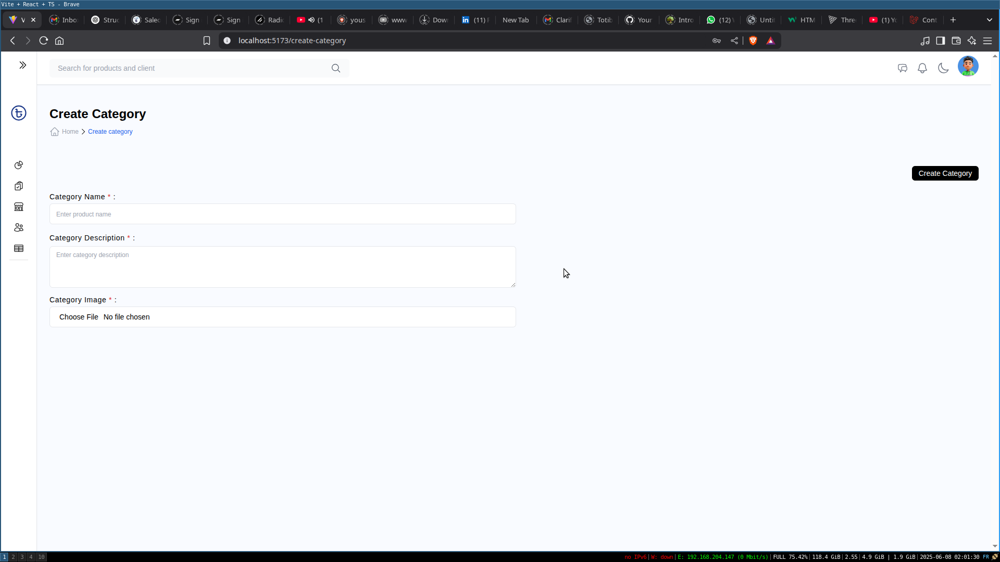 Vite + React + TS - Brave
V Inbo Struc Saled Sign Sign Radic (1 yous www Dow (11) F New Tab Clarif Totib Your Intro (12) Unti HTM Thre (1) Yo Cont
localhost:5173/create-category
Search for products and client
Create Category
Home Create category
Create Category
Category Name * :
Enter product name
Category Description * :
Enter category description
Category Image * :
Choose File No file chosen
1 2 3 4 10 no IPv6|W: down|E: 192.168.204.147 (0 Mbit/s)|FULL 75.42%|118.4 GiB|2.55|4.9 GiB | 1.9 GiB|2025-06-08 02:01:30 FR